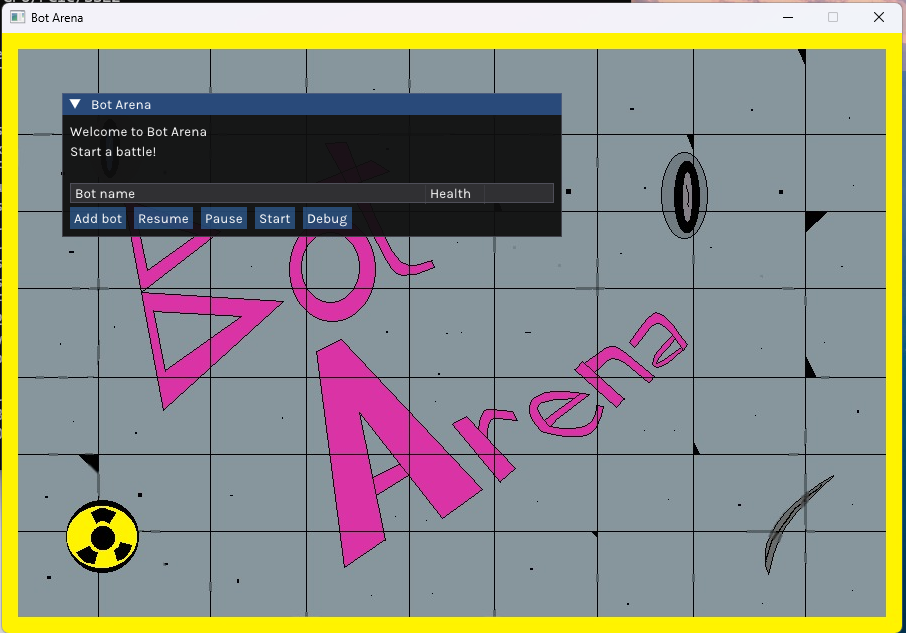 Bot Arena
Bot Arena
Welcome to Bot Arena
Start a battle!
Bot name Health
Add bot Resume Pause Start Debug
Bot
Arena